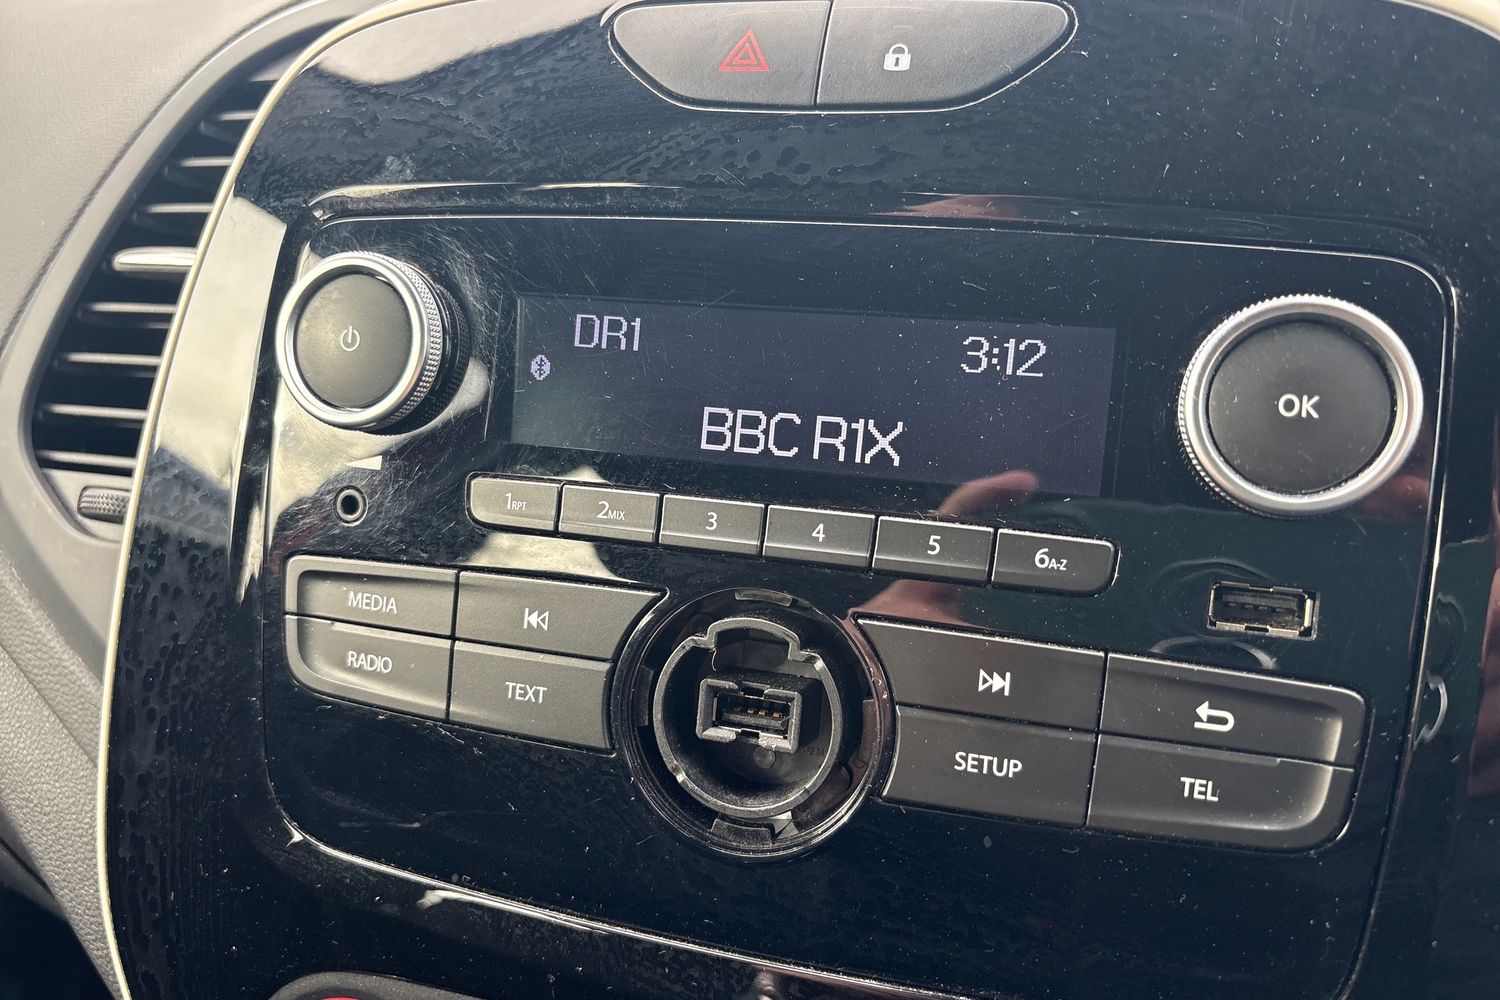 DR1
3:12
BBC R1X
OK
1RPT
2MIX
3
4
5
6A-Z
MEDIA
RADIO
TEXT
SETUP
TEL